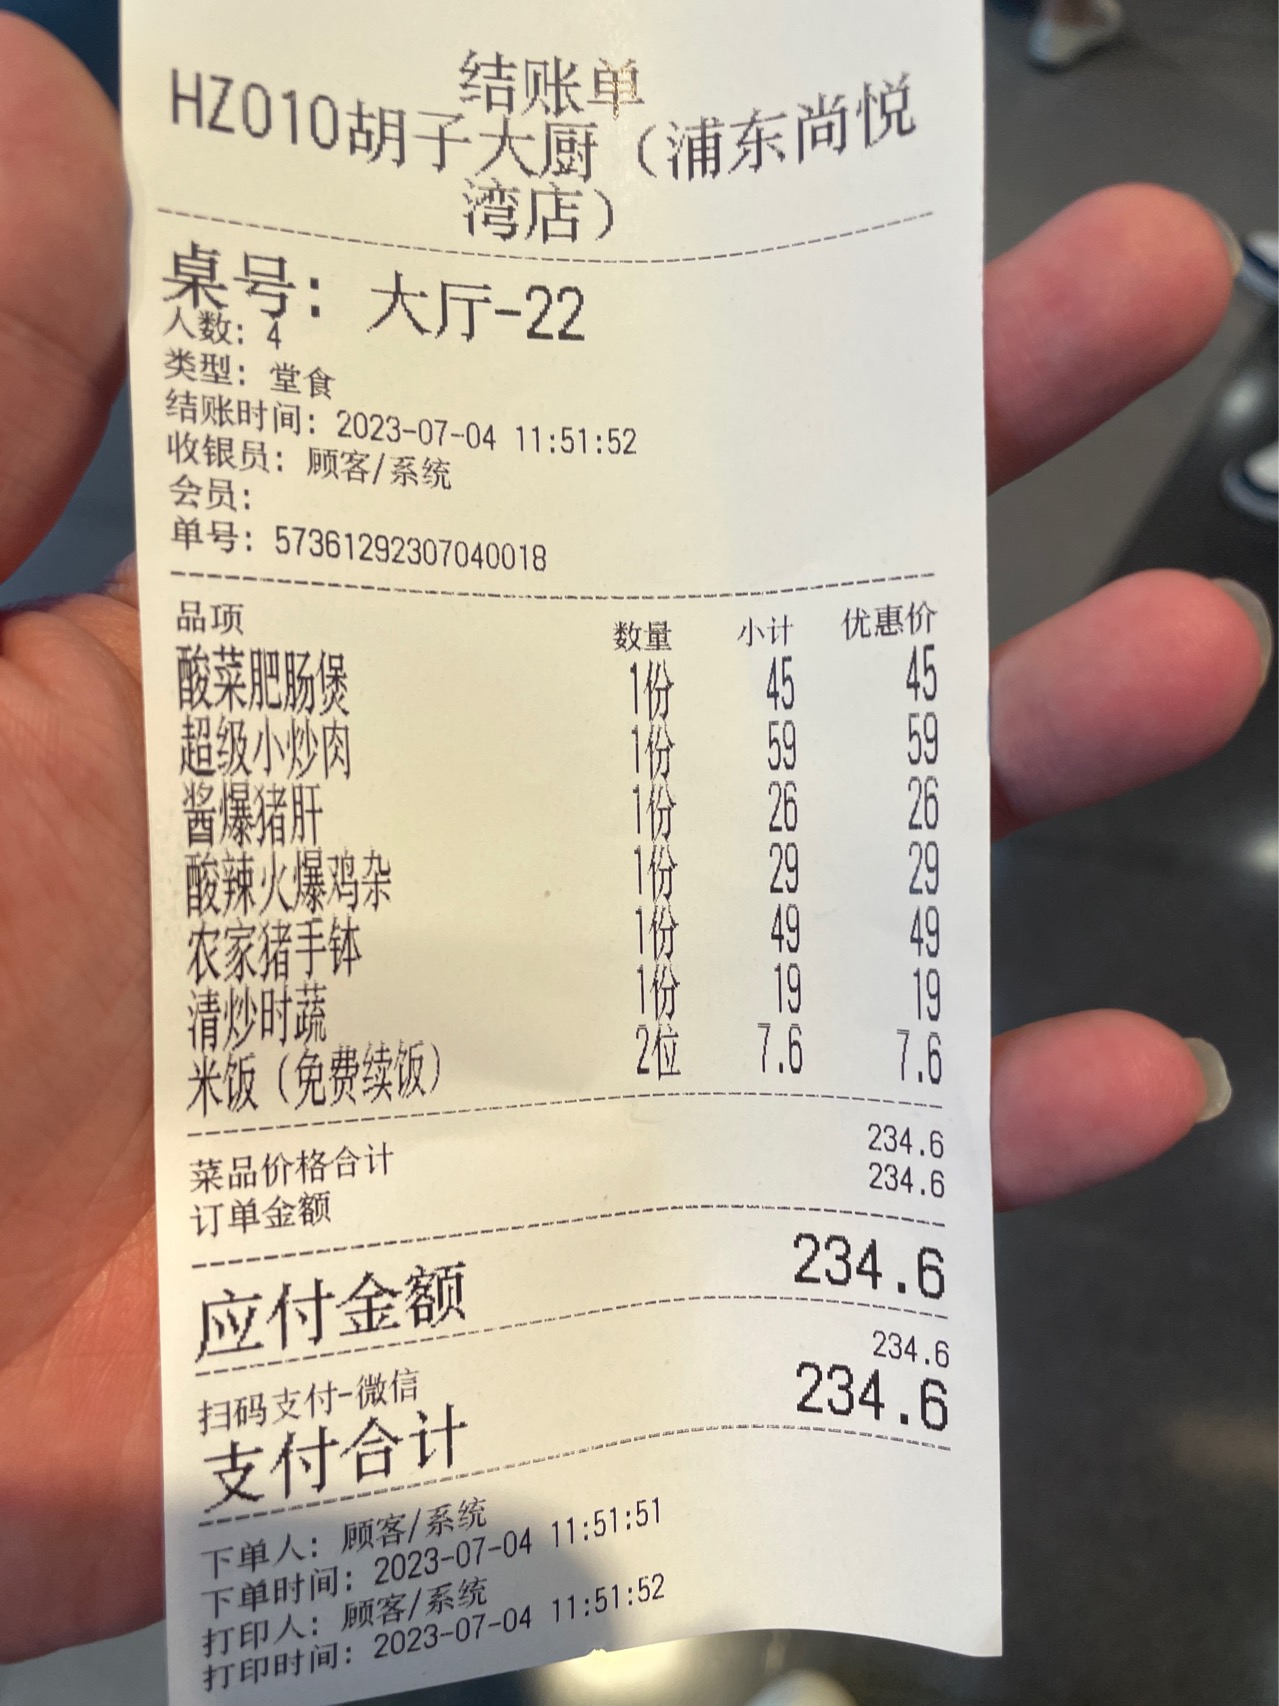 结账单
HZ010胡子大厨（浦东尚悦
湾店）
桌号：大厅-22
人数：4
类型：堂食
结账时间：2023-07-04 11:51:52
收银员：顾客/系统
会员：
单号：57361292307040018
品项 数量 小计 优惠价
酸菜肥肠煲 1份 45 45
超级小炒肉 1份 59 59
酱爆猪肝 1份 26 26
酸辣火爆鸡杂 1份 29 29
农家猪手钵 1份 49 49
清炒时蔬 1份 19 19
米饭（免费续饭） 2位 7.6 7.6
菜品价格合计 234.6
订单金额 234.6
应付金额 234.6
扫码支付-微信 234.6
支付合计 234.6
下单人：顾客/系统
下单时间：2023-07-04 11:51:51
打印人：顾客/系统
打印时间：2023-07-04 11:51:52